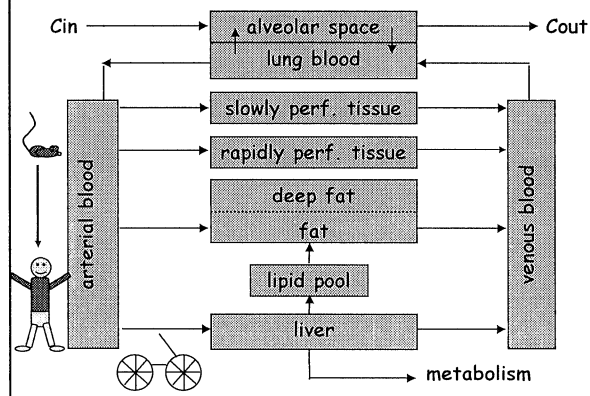 Cin
alveolar space
Cout
lung blood
slowly perf. tissue
rapidly perf. tissue
arterial blood
deep fat
fat
venous blood
lipid pool
liver
metabolism